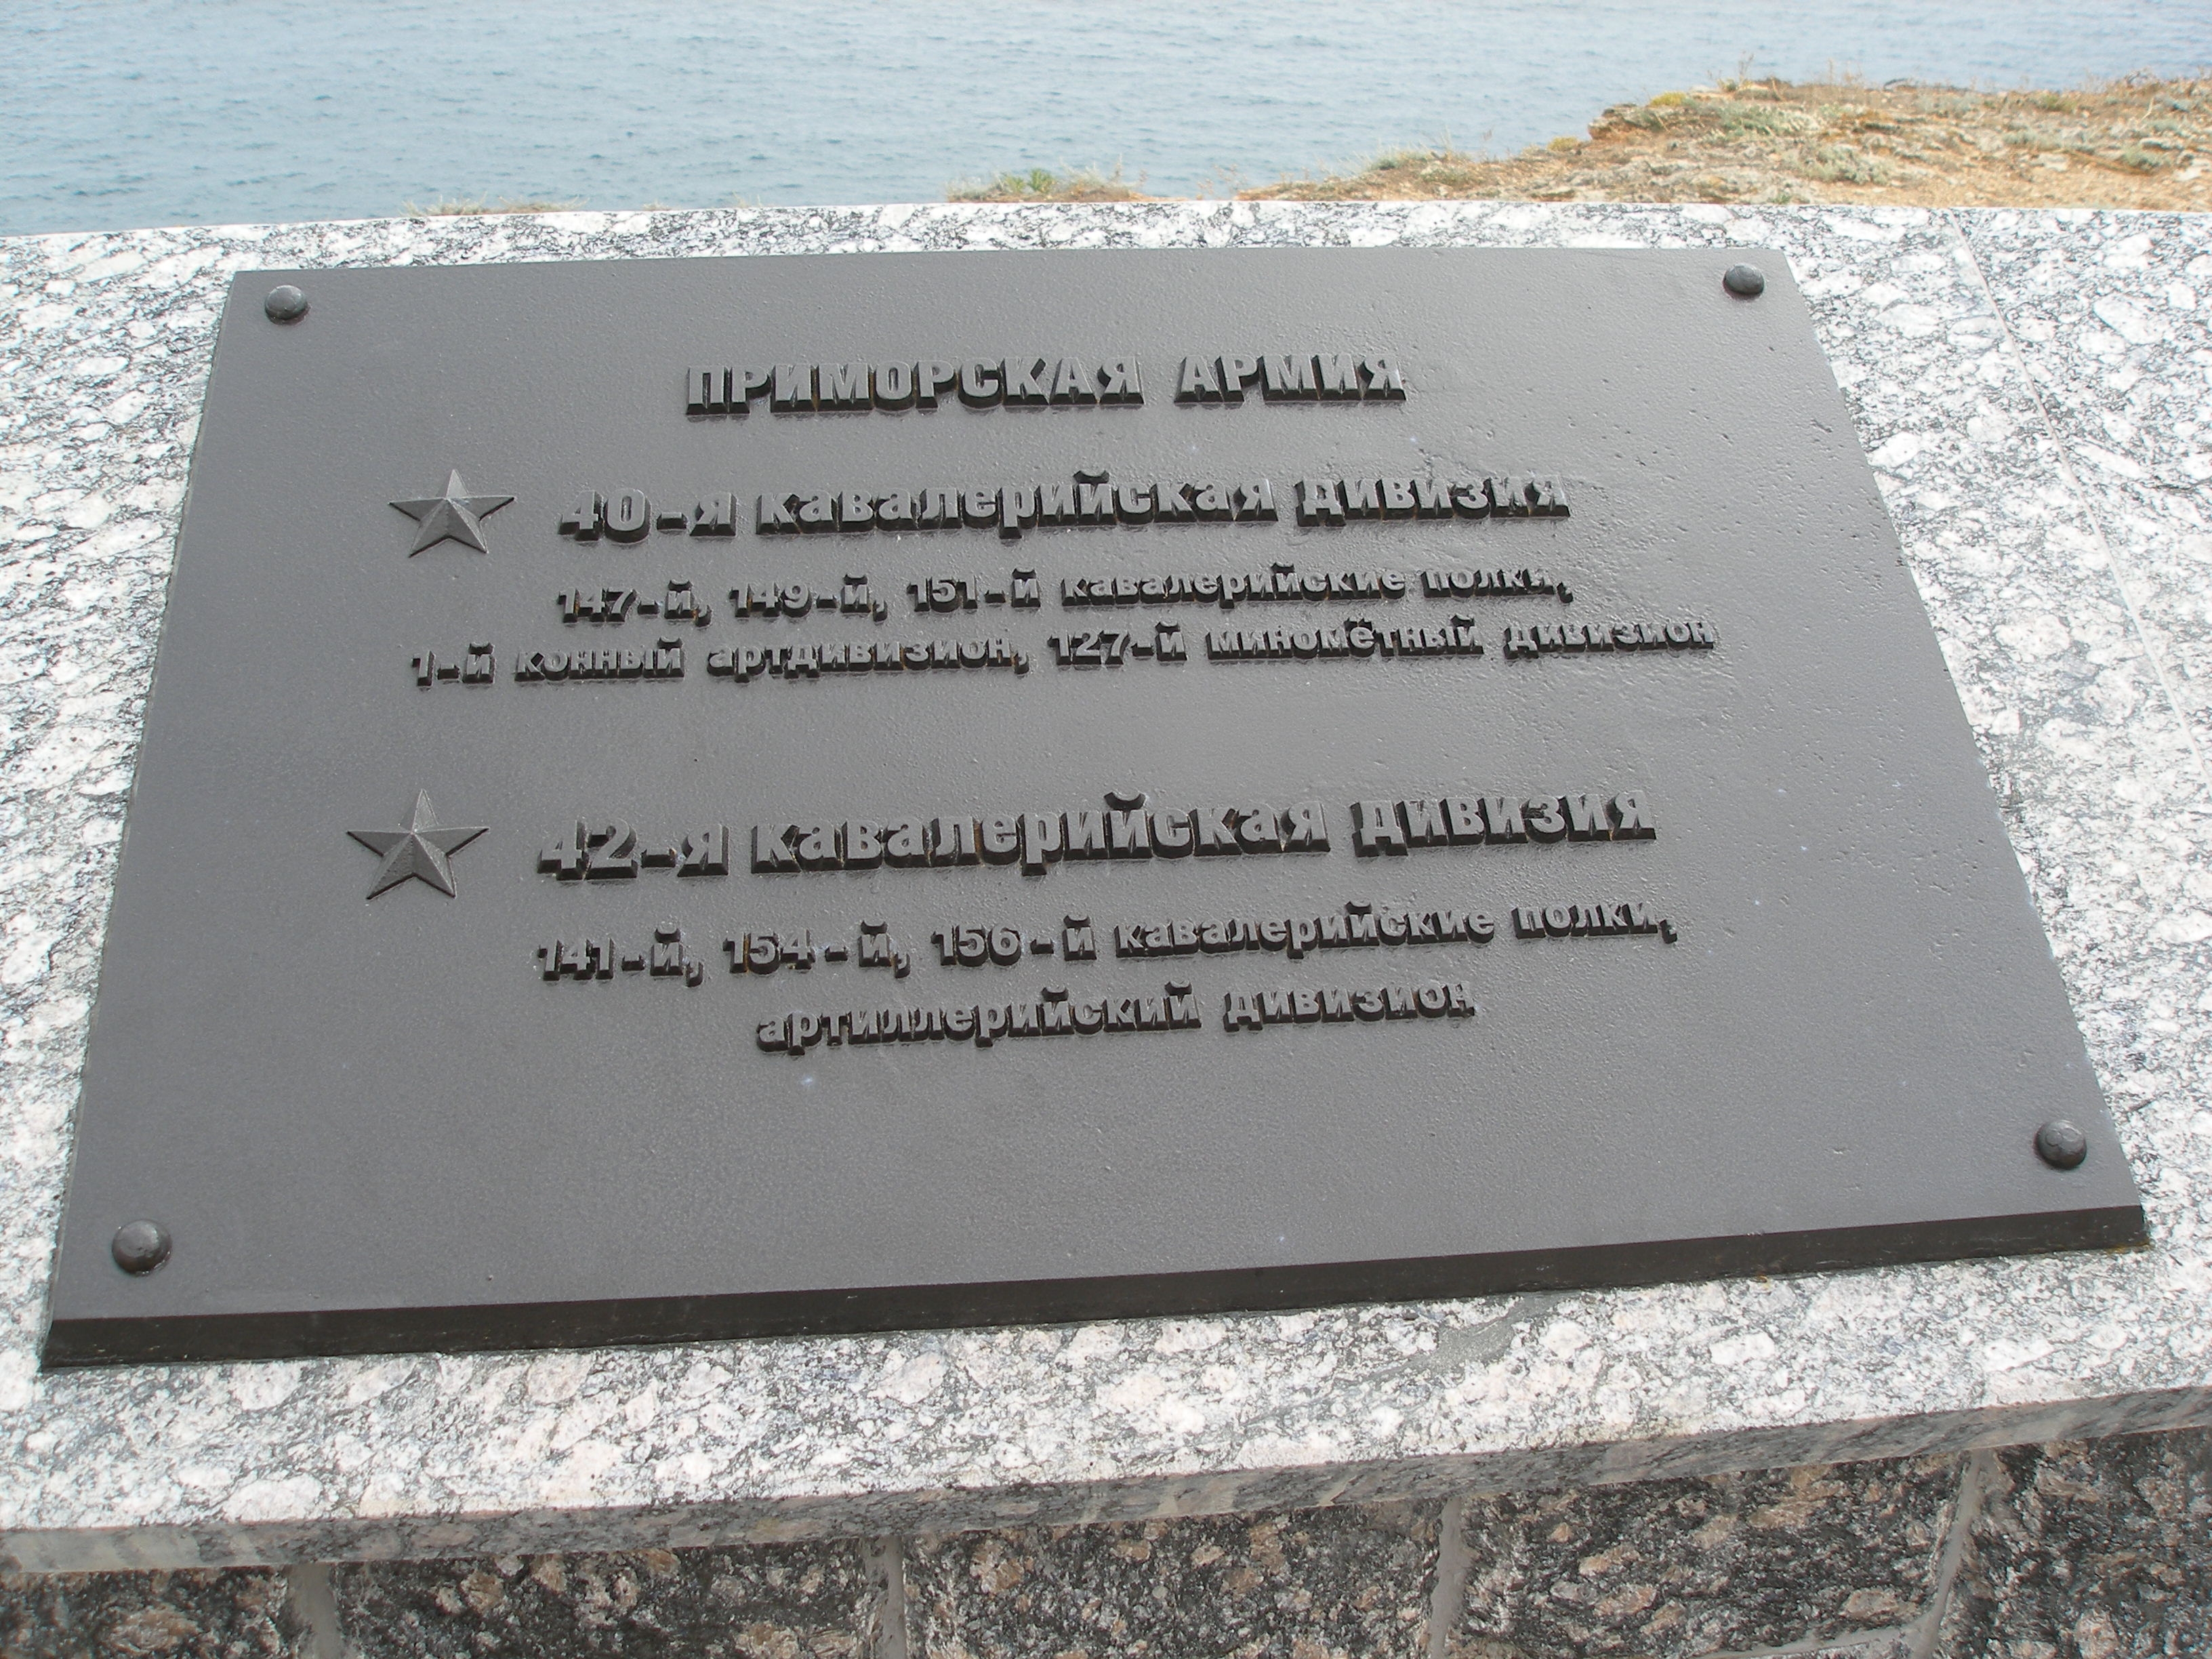 ПРИМОРСКАЯ АРМИЯ
40-я кавалерийская дивизия
147-й, 149-й, 151-й кавалерийские полки,
1-й конный артдивизион, 127-й миномётный дивизион
42-я кавалерийская дивизия
141-й, 154-й, 156-й кавалерийские полки,
артиллерийский дивизион